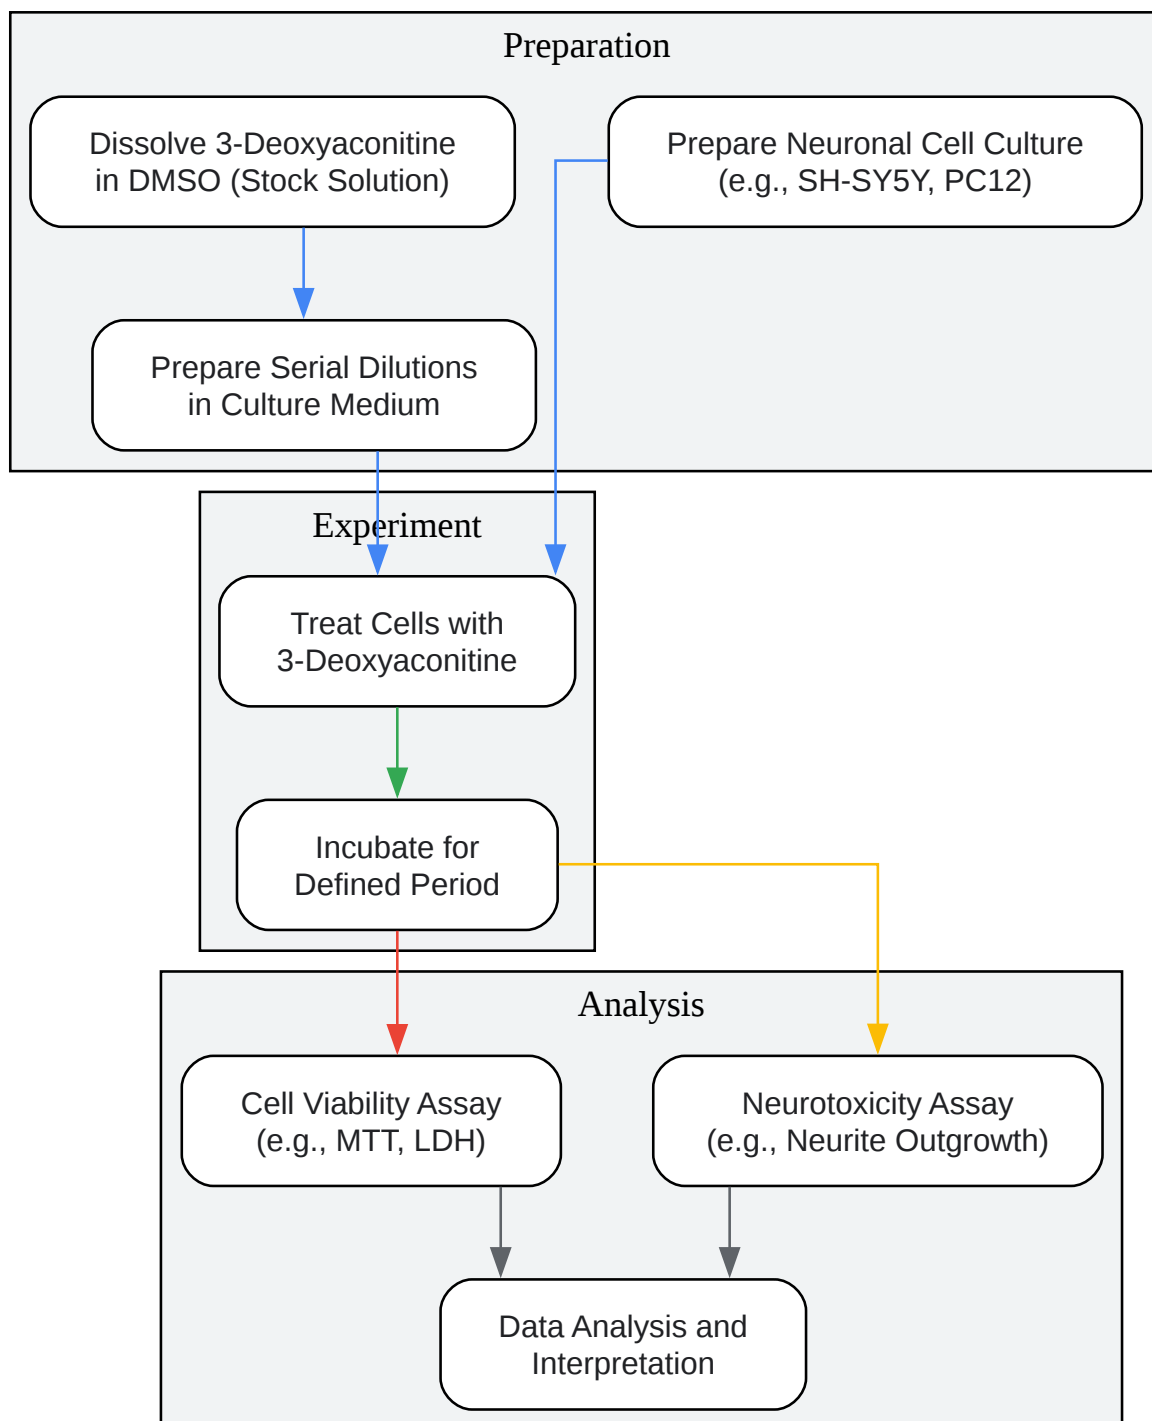 Preparation
Dissolve 3-Deoxyaconitine
in DMSO (Stock Solution)
Prepare Neuronal Cell Culture
(e.g., SH-SY5Y, PC12)
Prepare Serial Dilutions
in Culture Medium
Experiment
Treat Cells with
3-Deoxyaconitine
Incubate for
Defined Period
Analysis
Cell Viability Assay
(e.g., MTT, LDH)
Neurotoxicity Assay
(e.g., Neurite Outgrowth)
Data Analysis and
Interpretation